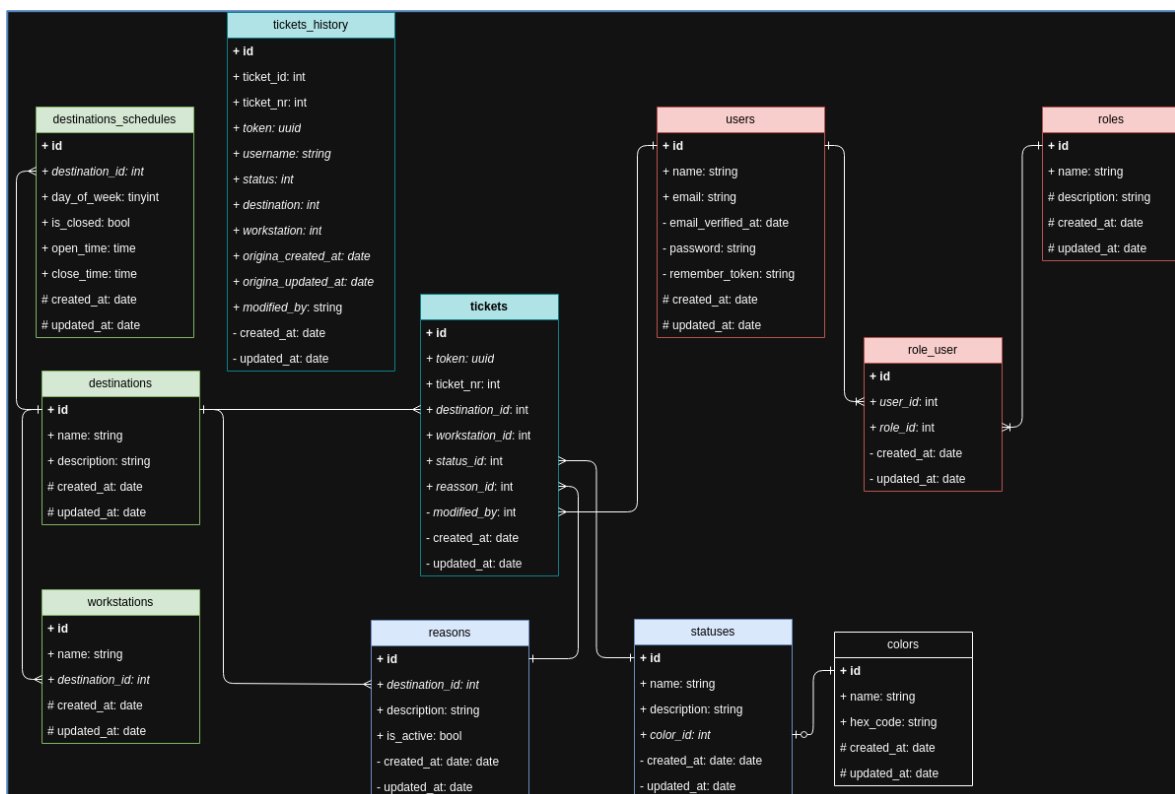 tickets_history
+ id
+ ticket_id: int
+ ticket_nr: int
+ token: uuid
+ username: string
+ status: int
+ destination: int
+ workstation: int
+ origina_created_at: date
+ origina_updated_at: date
+ modified_by: string
- created_at: date
- updated_at: date
destinations_schedules
+ id
+ destination_id: int
+ day_of_week: tinyint
+ is_closed: bool
+ open_time: time
+ close_time: time
# created_at: date
# updated_at: date
users
+ id
+ name: string
+ email: string
- email_verified_at: date
- password: string
- remember_token: string
# created_at: date
# updated_at: date
roles
+ id
+ name: string
# description: string
# created_at: date
# updated_at: date
tickets
+ id
+ token: uuid
+ ticket_nr: int
+ destination_id: int
+ workstation_id: int
+ status_id: int
+ reasson_id: int
- modified_by: int
- created_at: date
- updated_at: date
role_user
+ id
+ user_id: int
+ role_id: int
- created_at: date
- updated_at: date
destinations
+ id
+ name: string
+ description: string
# created_at: date
# updated_at: date
workstations
+ id
+ name: string
+ destination_id: int
# created_at: date
# updated_at: date
reasons
+ id
+ destination_id: int
+ description: string
+ is_active: bool
- created_at: date: date
- updated_at: date
statuses
+ id
+ name: string
+ description: string
+ color_id: int
- created_at: date: date
- updated_at: date
colors
+ id
+ name: string
+ hex_code: string
# created_at: date
# updated_at: date